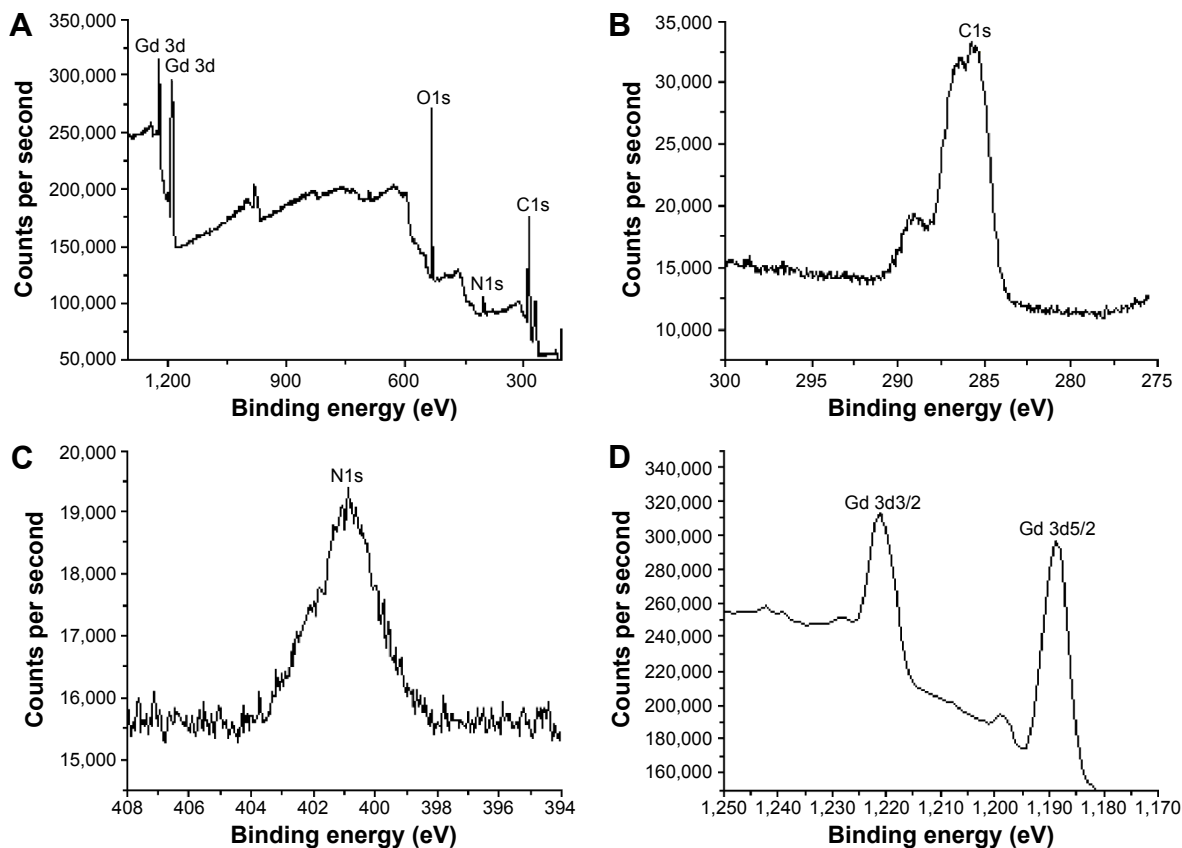 A
350,000
300,000
250,000
200,000
150,000
100,000
50,000
Counts per second
Gd 3d
Gd 3d
O1s
N1s
C1s
1,200
900
600
300
Binding energy (eV)
B
35,000
30,000
25,000
20,000
15,000
10,000
Counts per second
C1s
300
295
290
285
280
275
Binding energy (eV)
C
20,000
19,000
18,000
17,000
16,000
15,000
Counts per second
N1s
408
406
404
402
400
398
396
394
Binding energy (eV)
D
340,000
320,000
300,000
280,000
260,000
240,000
220,000
200,000
180,000
160,000
Counts per second
Gd 3d3/2
Gd 3d5/2
1,250
1,230
1,220
1,210
1,200
1,190
1,180
1,170
Binding energy (eV)